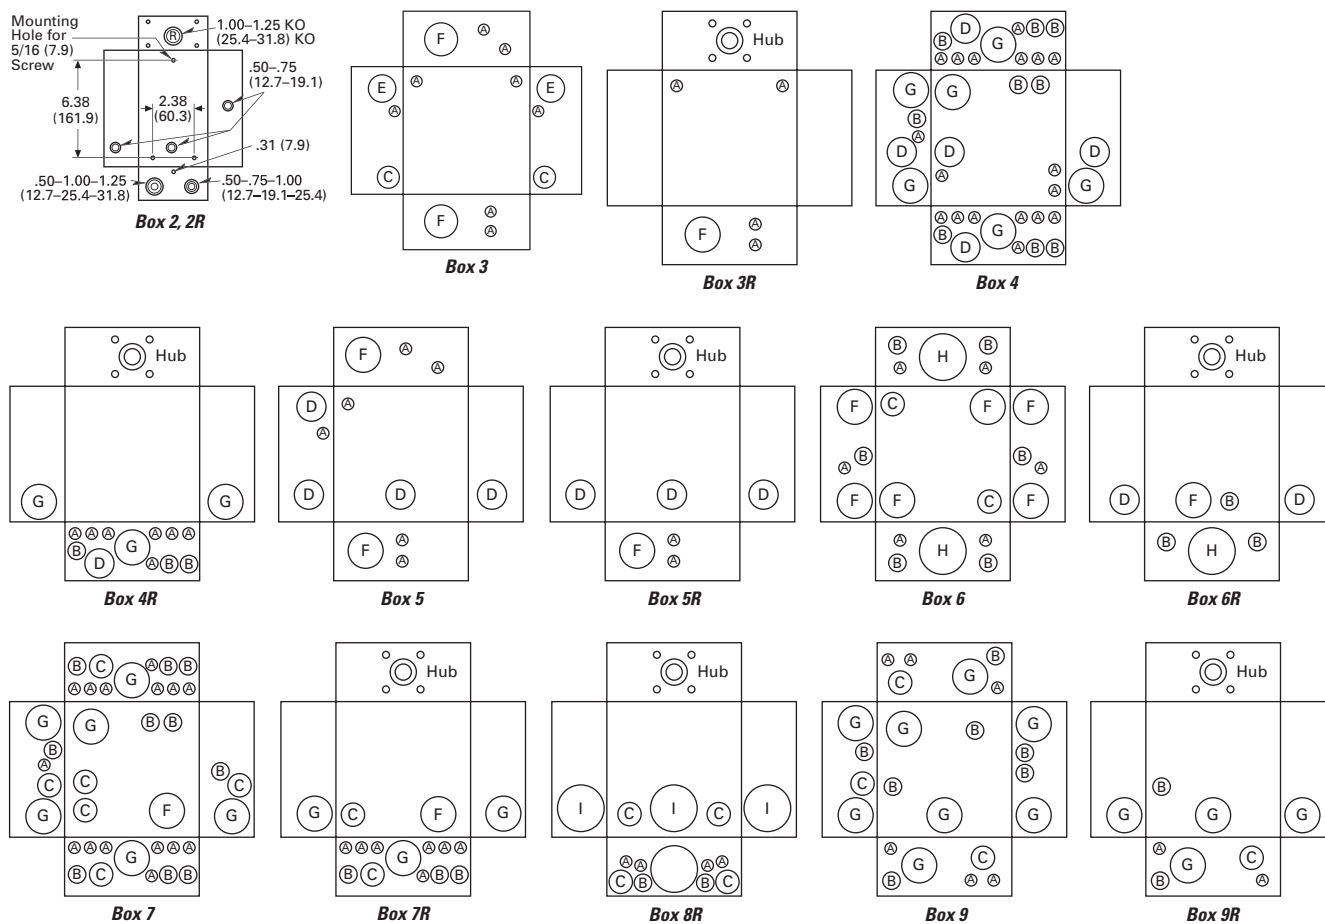 Mounting
Hole for
5/16 (7.9)
Screw
R
1.00–1.25 KO
(25.4–31.8) KO
.50–.75
(12.7–19.1)
6.38
(161.9)
2.38
(60.3)
.31 (7.9)
.50–1.00–1.25
(12.7–25.4–31.8)
.50–.75–1.00
(12.7–19.1–25.4)
Box 2, 2R
F A
A
E A A E
A A
C C
F A
A
Box 3
Hub
A A
F A
A
Box 3R
D A B B
B G
A A A A A A
G G B B
B
A
D D D
A A
G A G
A A A G A A A
B
D A B B
Box 4
Hub
G G
A A A A A A
B G
D A B B
Box 4R
F A
A
D A
A
D D D
F A
A
Box 5
Hub
D D D
F A
A
Box 5R
B H B
A A
F C F F
B B
A A
F F C F
A H A
B B
Box 6
Hub
D F B D
B H B
Box 6R
B C A B B
G
A A A A A A
G G B B
B
A B
C C C
C F
G G
A A A G A A A
B C A B B
Box 7
Hub
G C F G
A A A G A A A
B C A B B
Box 7R
Hub
I C I C I
A A A A
C B B C
Box 8R
A A B
C G A
G G B G
B B
C B B
G G G
A G C
B A A
Box 9
Hub
B
G G G
A G C
B A
Box 9R